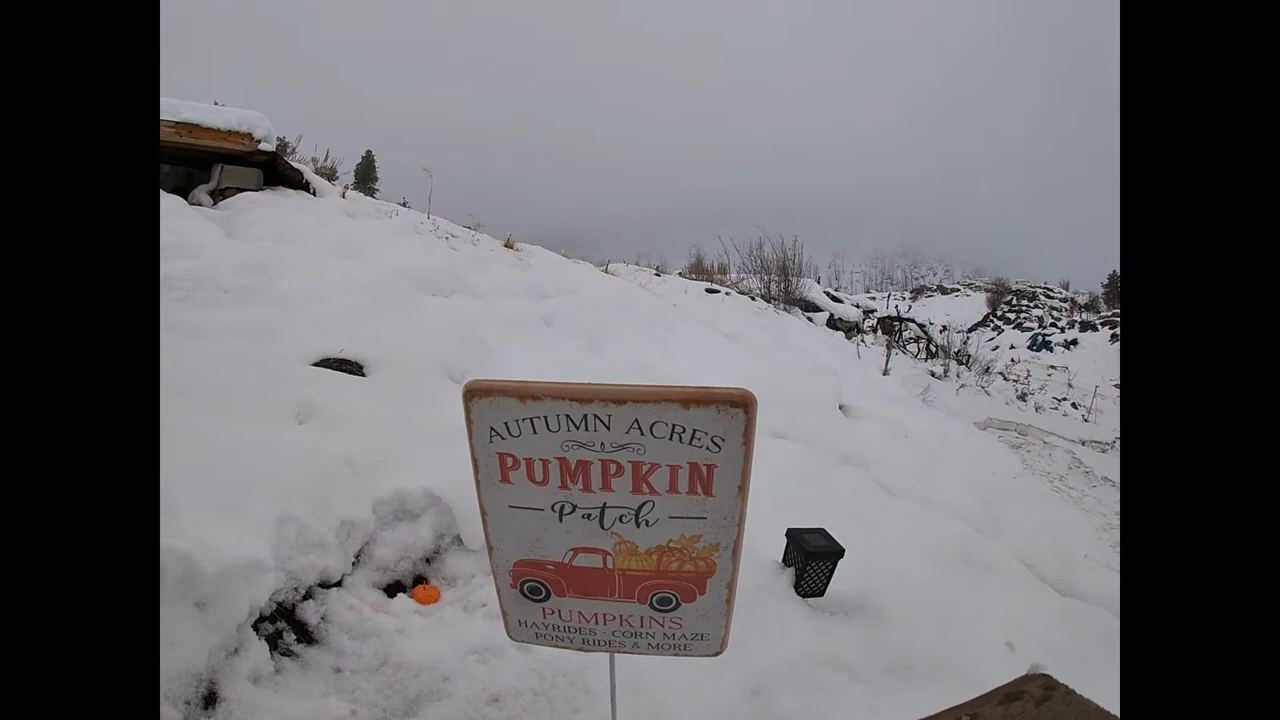 AUTUMN ACRES
PUMPKIN
Patch
PUMPKINS
HAYRIDES · CORN MAZE
PONY RIDES & MORE